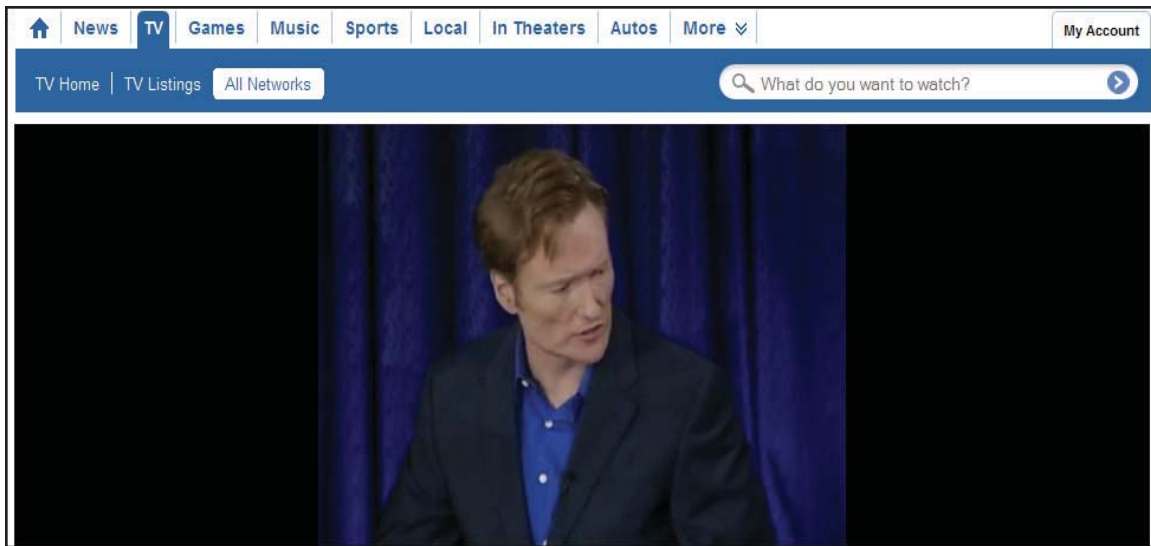 News TV Games Music Sports Local In Theaters Autos More My Account
TV Home TV Listings All Networks What do you want to watch?